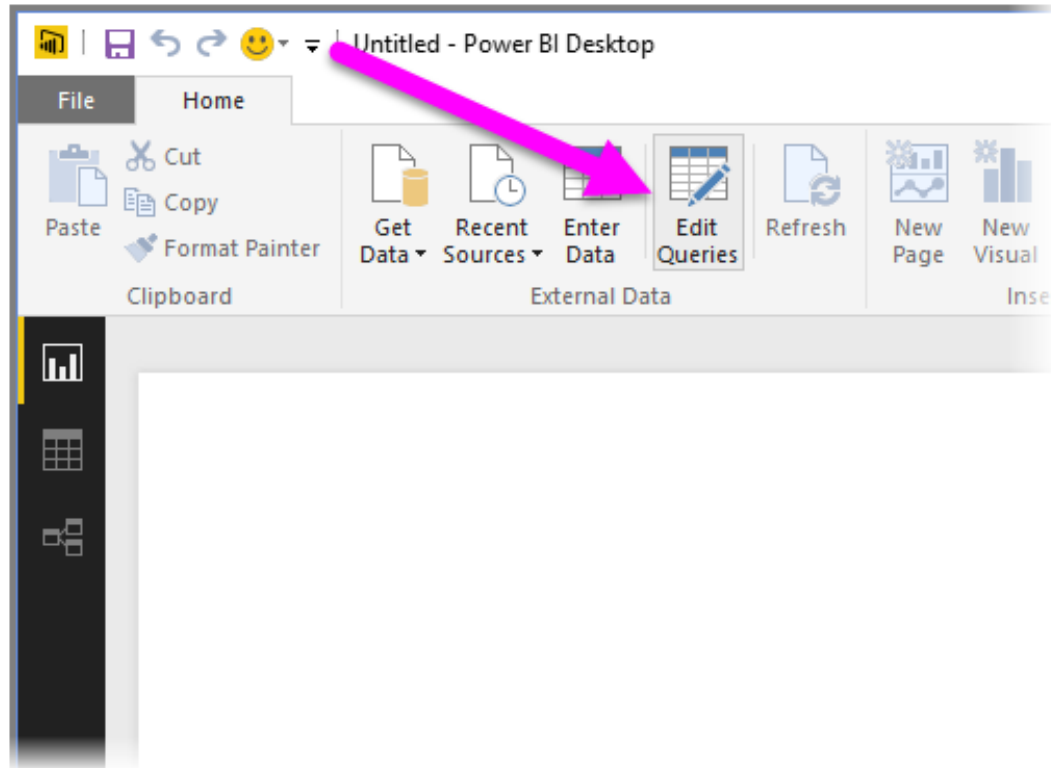 Untitled - Power BI Desktop
File Home
Cut
Copy
Format Painter
Paste
Get Data
Recent Sources
Enter Data
Edit Queries
Refresh
New Page
New Visual
Clipboard
External Data
Inse